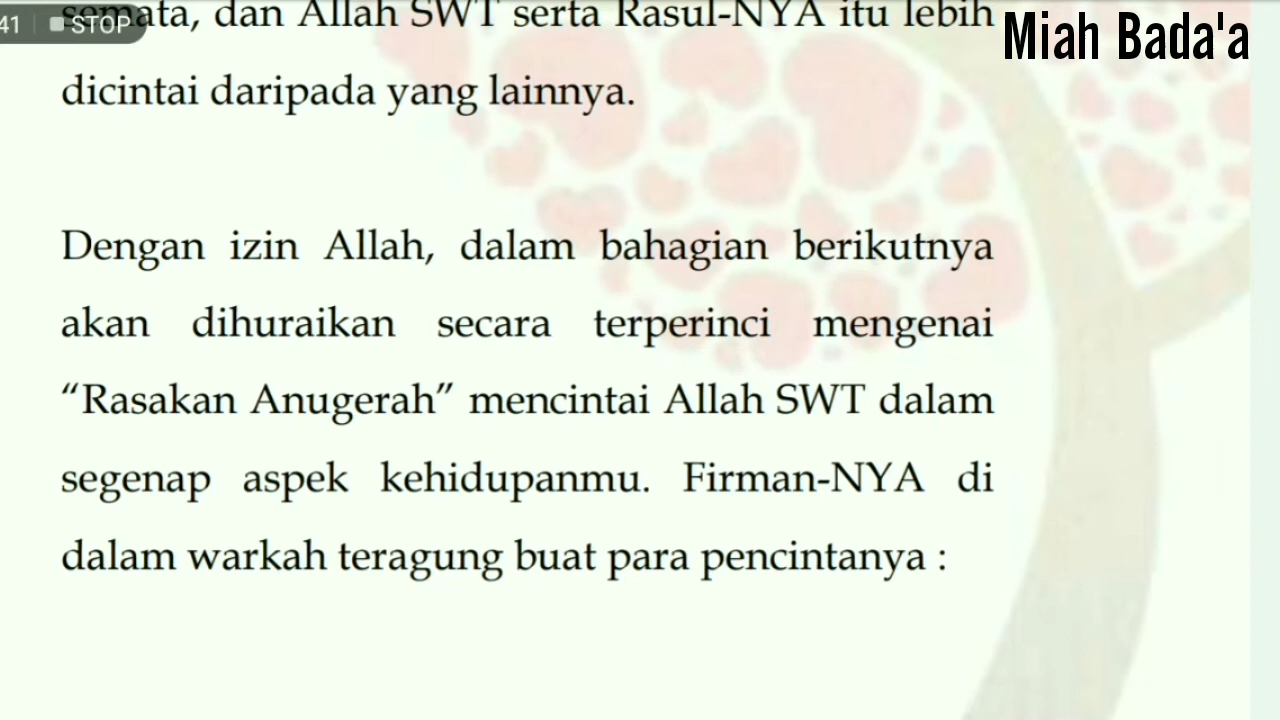 semata, dan Allah SWT serta Rasul-NYA itu lebih
41 STOP
Miah Bada'a
dicintai daripada yang lainnya.
Dengan izin Allah, dalam bahagian berikutnya
akan dihuraikan secara terperinci mengenai
“Rasakan Anugerah” mencintai Allah SWT dalam
segenap aspek kehidupanmu. Firman-NYA di
dalam warkah teragung buat para pencintanya :